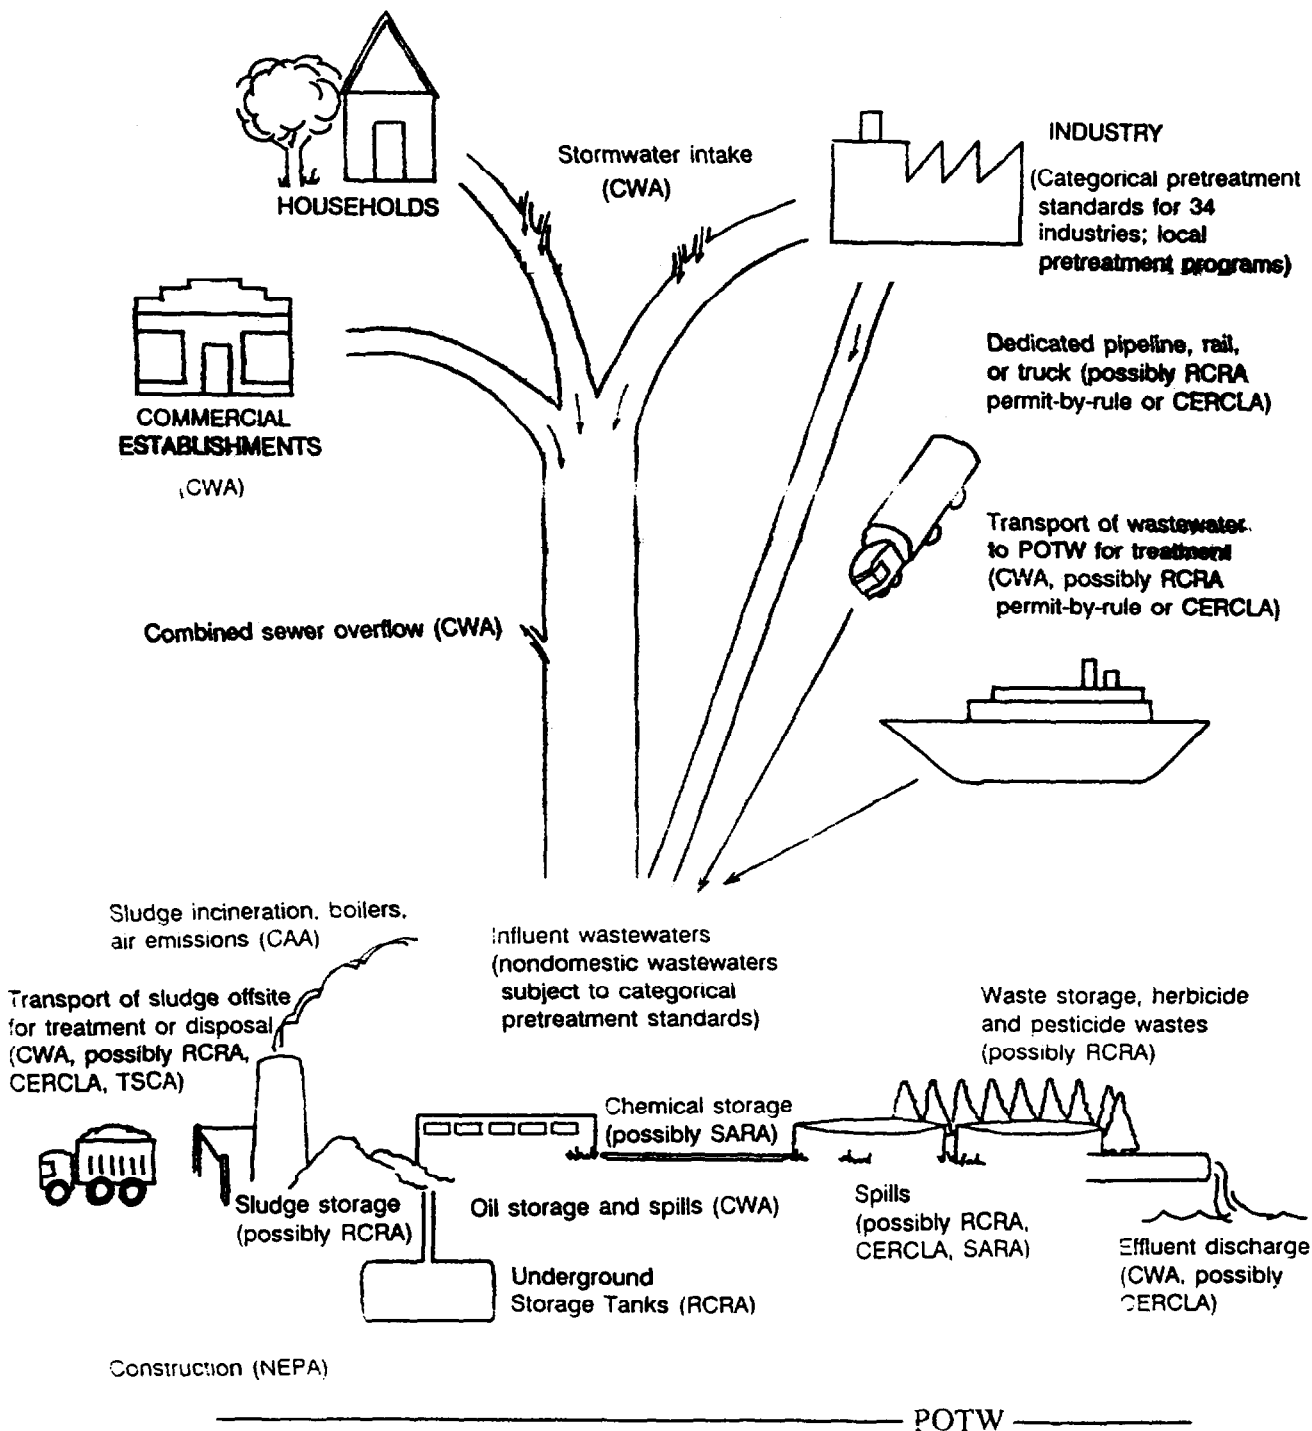 HOUSEHOLDS
Stormwater intake
(CWA)
INDUSTRY
(Categorical pretreatment
standards for 34
industries; local
pretreatment programs)
COMMERCIAL
ESTABLISHMENTS
(CWA)
Dedicated pipeline, rail,
or truck (possibly RCRA
permit-by-rule or CERCLA)
Transport of wastewater
to POTW for treatment
(CWA, possibly RCRA
permit-by-rule or CERCLA)
Combined sewer overflow (CWA)
Sludge incineration, boilers,
air emissions (CAA)
Influent wastewaters
(nondomestic wastewaters
subject to categorical
pretreatment standards)
Transport of sludge offsite
for treatment or disposal
(CWA, possibly RCRA,
CERCLA, TSCA)
Waste storage, herbicide
and pesticide wastes
(possibly RCRA)
Chemical storage
(possibly SARA)
Sludge storage
(possibly RCRA)
Oil storage and spills (CWA)
Spills
(possibly RCRA,
CERCLA, SARA)
Effluent discharge
(CWA, possibly
CERCLA)
Underground
Storage Tanks (RCRA)
Construction (NEPA)
POTW